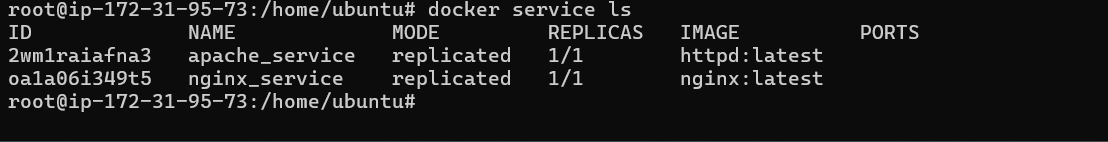 root@ip-172-31-95-73:/home/ubuntu# docker service ls
ID             NAME             MODE         REPLICAS   IMAGE          PORTS
2wm1raiafna3   apache_service   replicated   1/1        httpd:latest
oa1a06i349t5   nginx_service    replicated   1/1        nginx:latest
root@ip-172-31-95-73:/home/ubuntu#